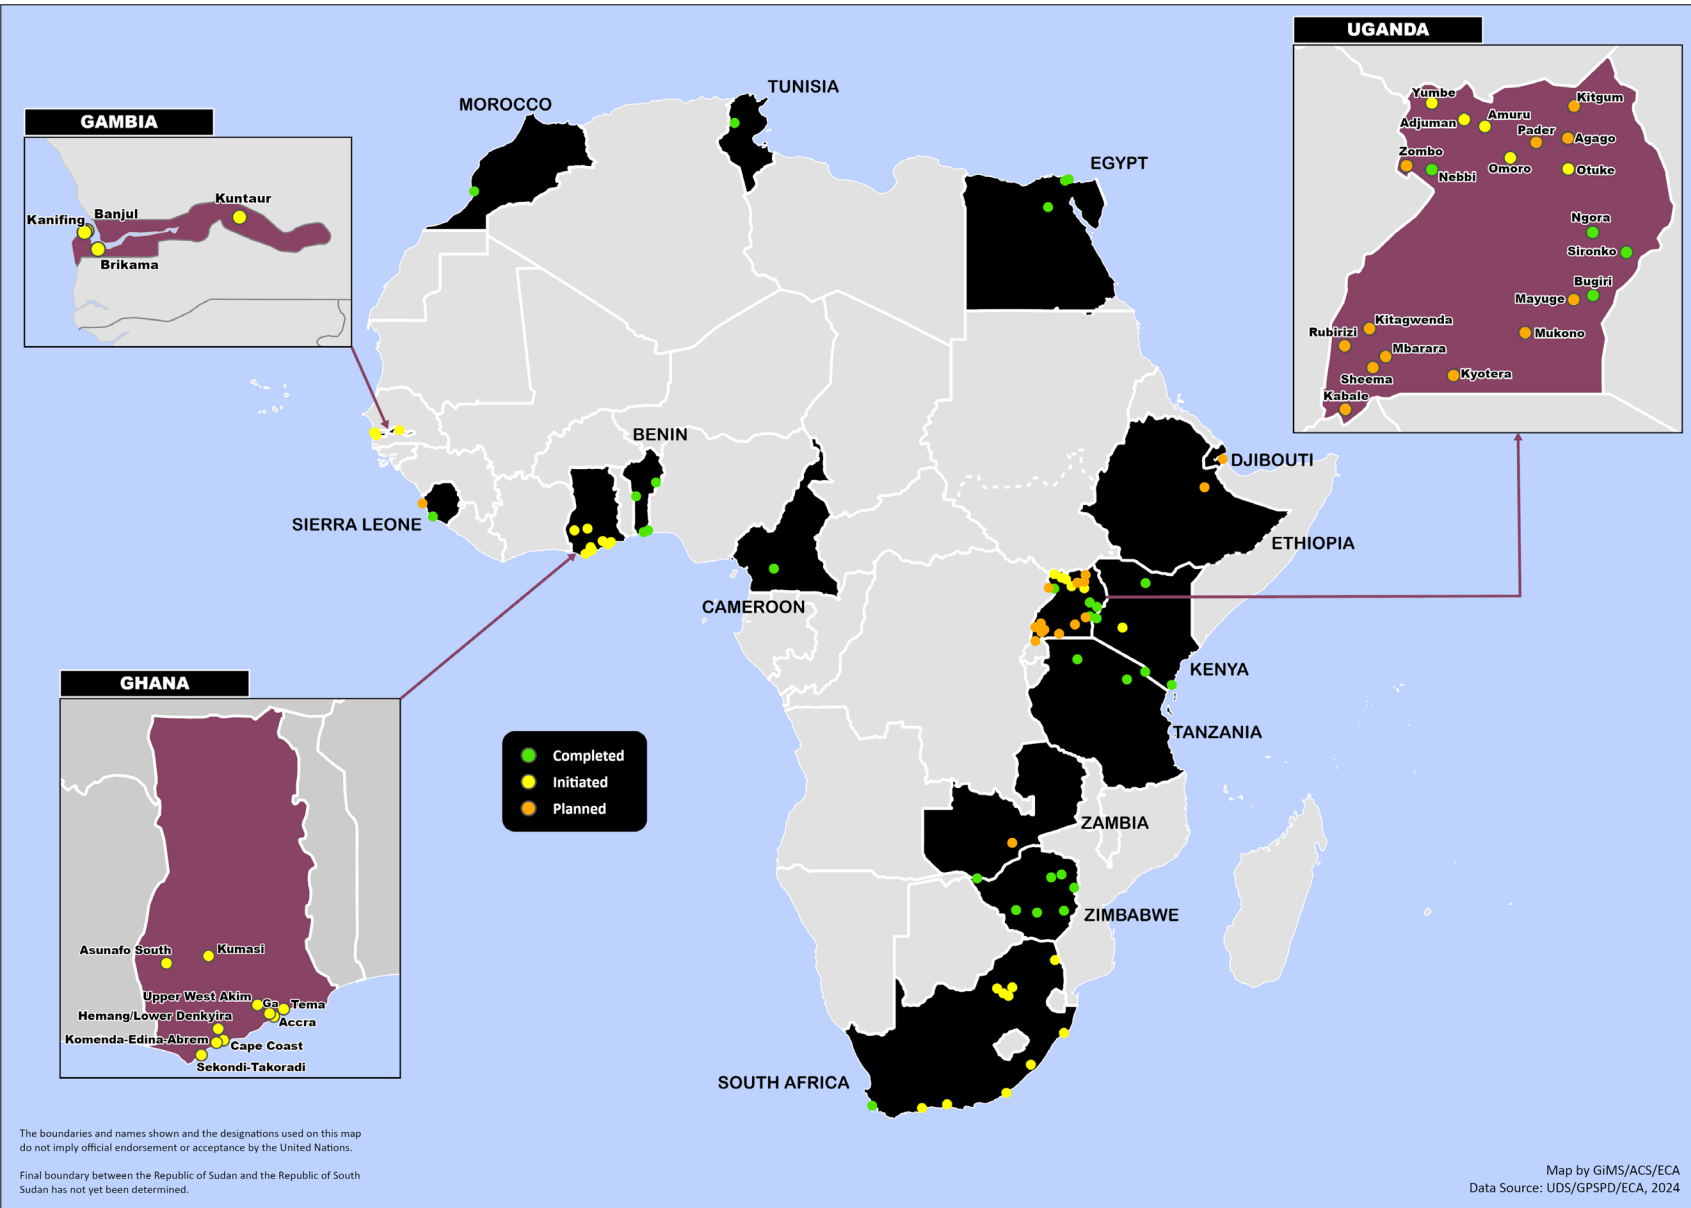 UGANDA
Yumbe
Kitgum
Adjuman
Amuru
Pader
Agago
Zombo
Nebbi
Omoro
Otuke
Ngora
Sironko
Bugiri
Mayuge
Kitagwenda
Rubirizi
Mukono
Mbarara
Sheema
Kyotera
Kabale
GAMBIA
Kuntaur
Banjul
Kanifing
Brikama
MOROCCO
TUNISIA
EGYPT
BENIN
DJIBOUTI
SIERRA LEONE
ETHIOPIA
CAMEROON
KENYA
TANZANIA
ZAMBIA
ZIMBABWE
SOUTH AFRICA
GHANA
Asunafo South
Kumasi
Upper West Akim
Ga
Tema
Hemang/Lower Denkyira
Accra
Komenda-Edina-Abrem
Cape Coast
Sekondi-Takoradi
Completed
Initiated
Planned
The boundaries and names shown and the designations used on this map
do not imply official endorsement or acceptance by the United Nations.
Final boundary between the Republic of Sudan and the Republic of South
Sudan has not yet been determined.
Map by GiMS/ACS/ECA
Data Source: UDS/GPSPD/ECA, 2024